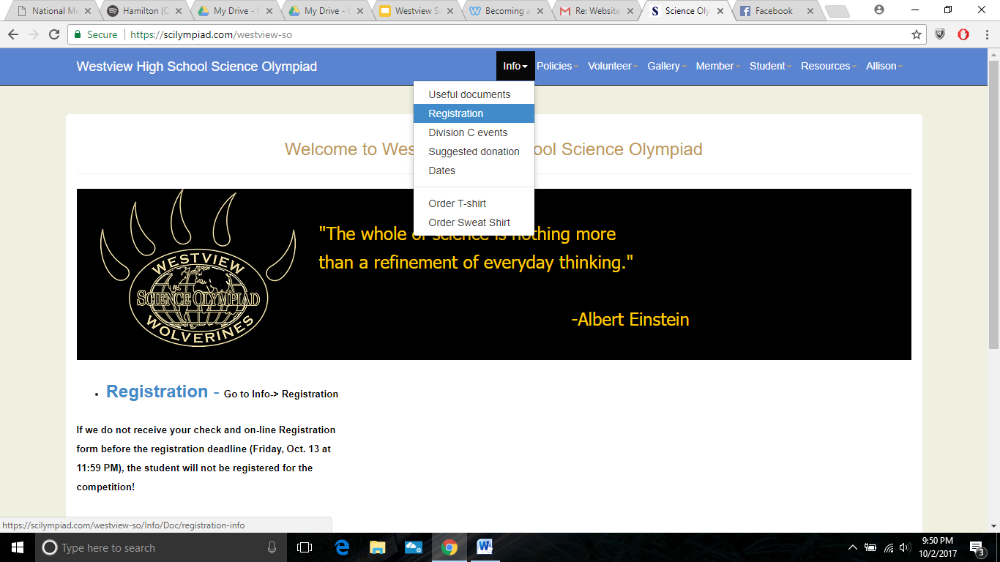 National M
Hamilton (C
My Drive - 
My Drive - 
Westview S
Becoming a
Re: Website
Science Oly
Facebook
Secure
https://scilympiad.com/westview-so
Westview High School Science Olympiad
Info
Policies
Volunteer
Gallery
Member
Student
Resources
Allison
Useful documents
Registration
Division C events
Suggested donation
Dates
Order T-shirt
Order Sweat Shirt
Welcome to Wes ool Science Olympiad
WESTVIEW
SCIENCE OLYMPIAD
WOLVERINES
"The whole of science is nothing more
than a refinement of everyday thinking."
-Albert Einstein
• Registration - Go to Info-> Registration
If we do not receive your check and on-line Registration
form before the registration deadline (Friday, Oct. 13 at
11:59 PM), the student will not be registered for the
competition!
https://scilympiad.com/westview-so/Info/Doc/registration-info
Type here to search
9:50 PM
10/2/2017
3